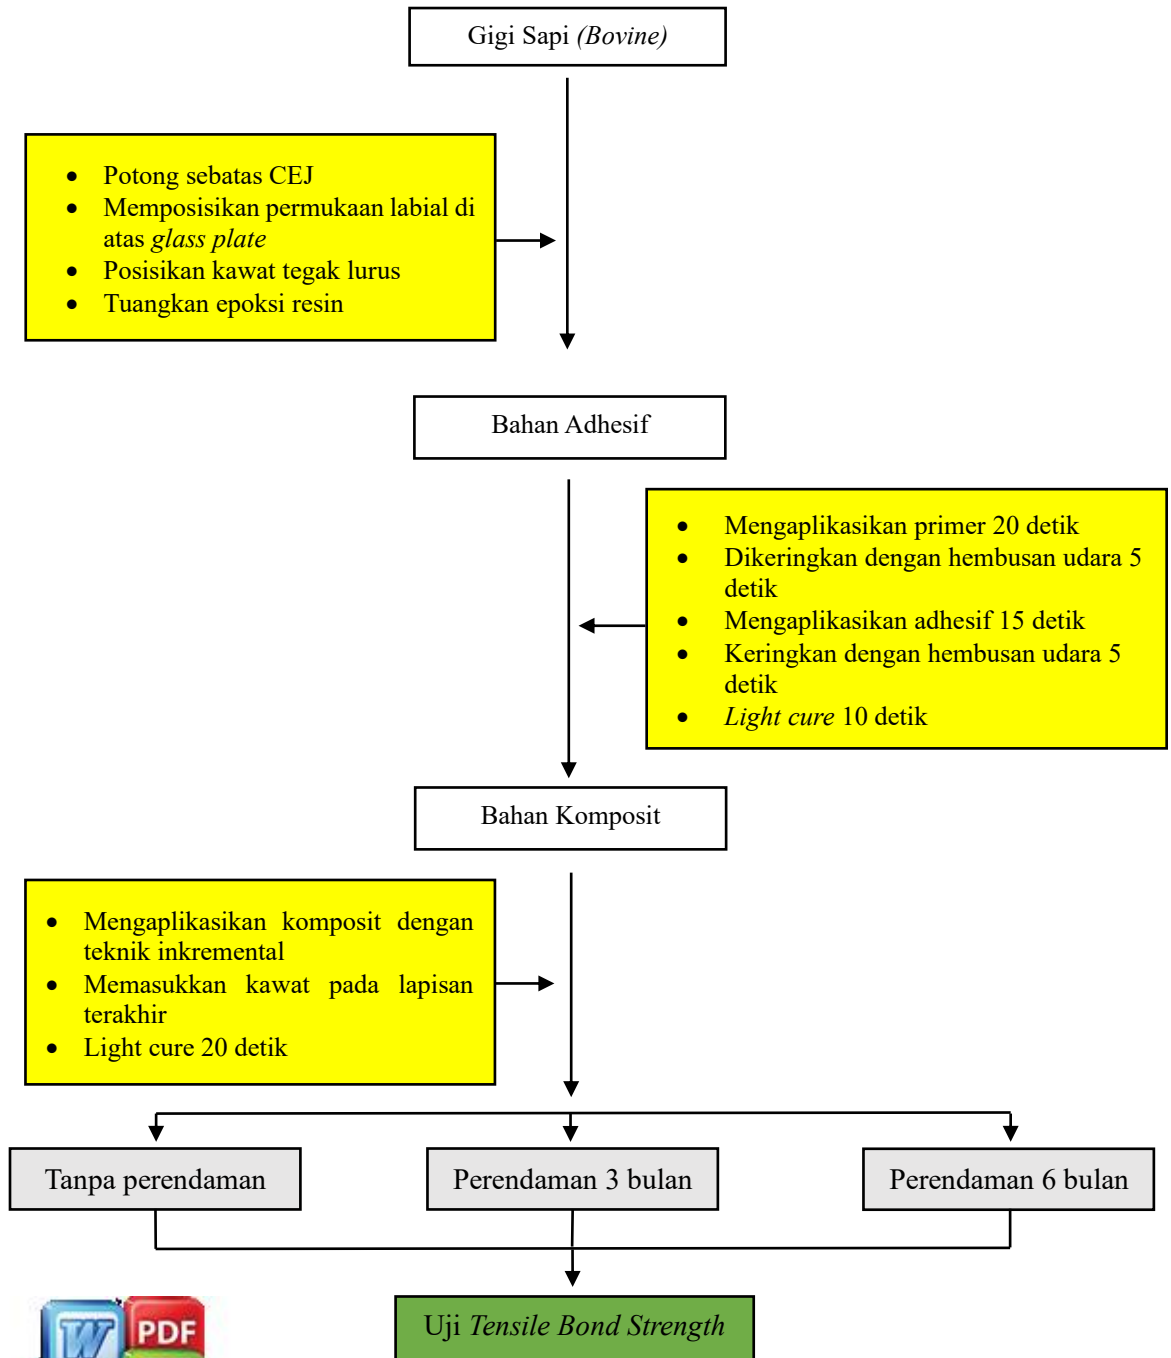 Gigi Sapi (Bovine)
• Potong sebatas CEJ
• Memposisikan permukaan labial di
atas glass plate
• Posisikan kawat tegak lurus
• Tuangkan epoksi resin
Bahan Adhesif
• Mengaplikasikan primer 20 detik
• Dikeringkan dengan hembusan udara 5
detik
• Mengaplikasikan adhesif 15 detik
• Keringkan dengan hembusan udara 5
detik
• Light cure 10 detik
Bahan Komposit
• Mengaplikasikan komposit dengan
teknik inkremental
• Memasukkan kawat pada lapisan
terakhir
• Light cure 20 detik
Tanpa perendaman
Perendaman 3 bulan
Perendaman 6 bulan
Uji Tensile Bond Strength
W
PDF